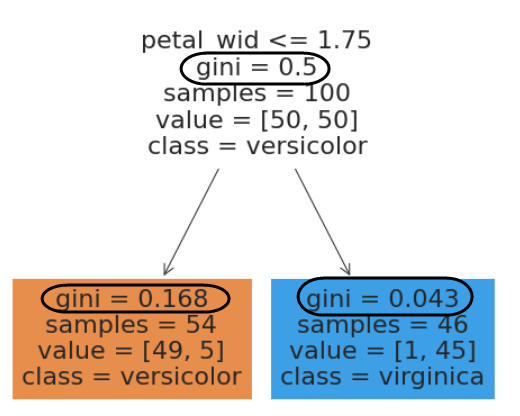 petal_wid <= 1.75
gini = 0.5
samples = 100
value = [50, 50]
class = versicolor
gini = 0.168
samples = 54
value = [49, 5]
class = versicolor
gini = 0.043
samples = 46
value = [1, 45]
class = virginica